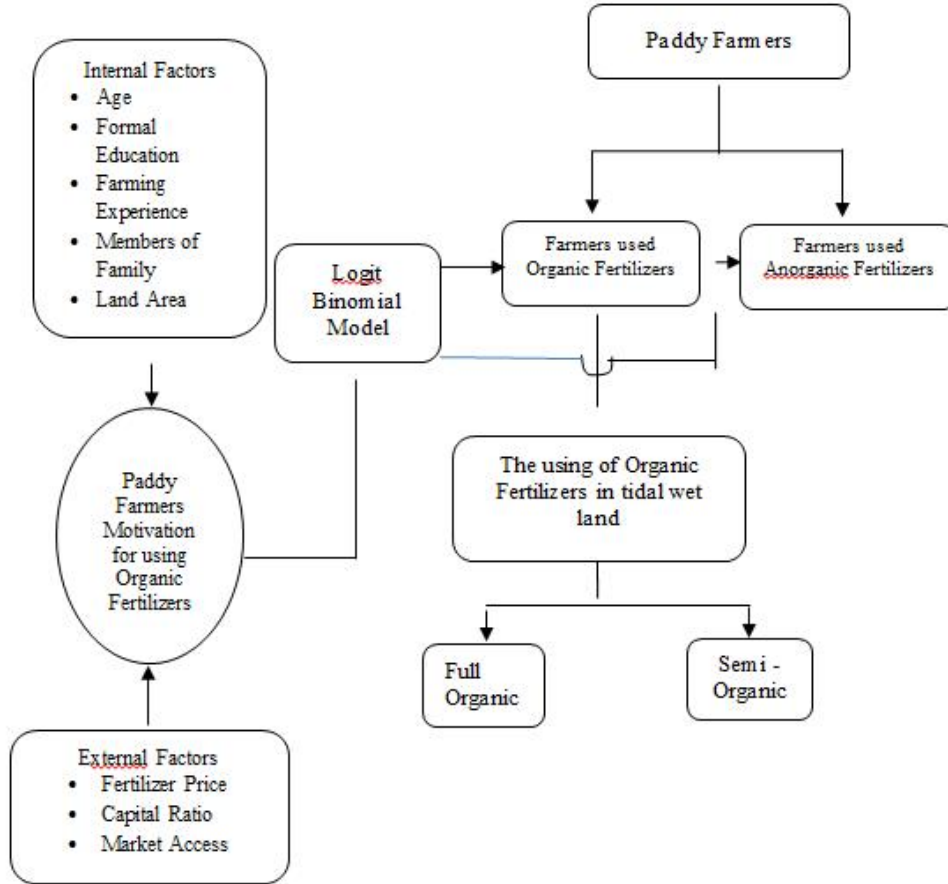 Paddy Farmers
Internal Factors
• Age
• Formal
Education
• Farming
Experience
• Members of
Family
• Land Area
Farmers used
Organic Fertilizers
Farmers used
Anorganic Fertilizers
Logit
Binomial
Model
Paddy
Farmers
Motivation
for using
Organic
Fertilizers
The using of Organic
Fertilizers in tidal wet
land
Full
Organic
Semi -
Organic
External Factors
• Fertilizer Price
• Capital Ratio
• Market Access